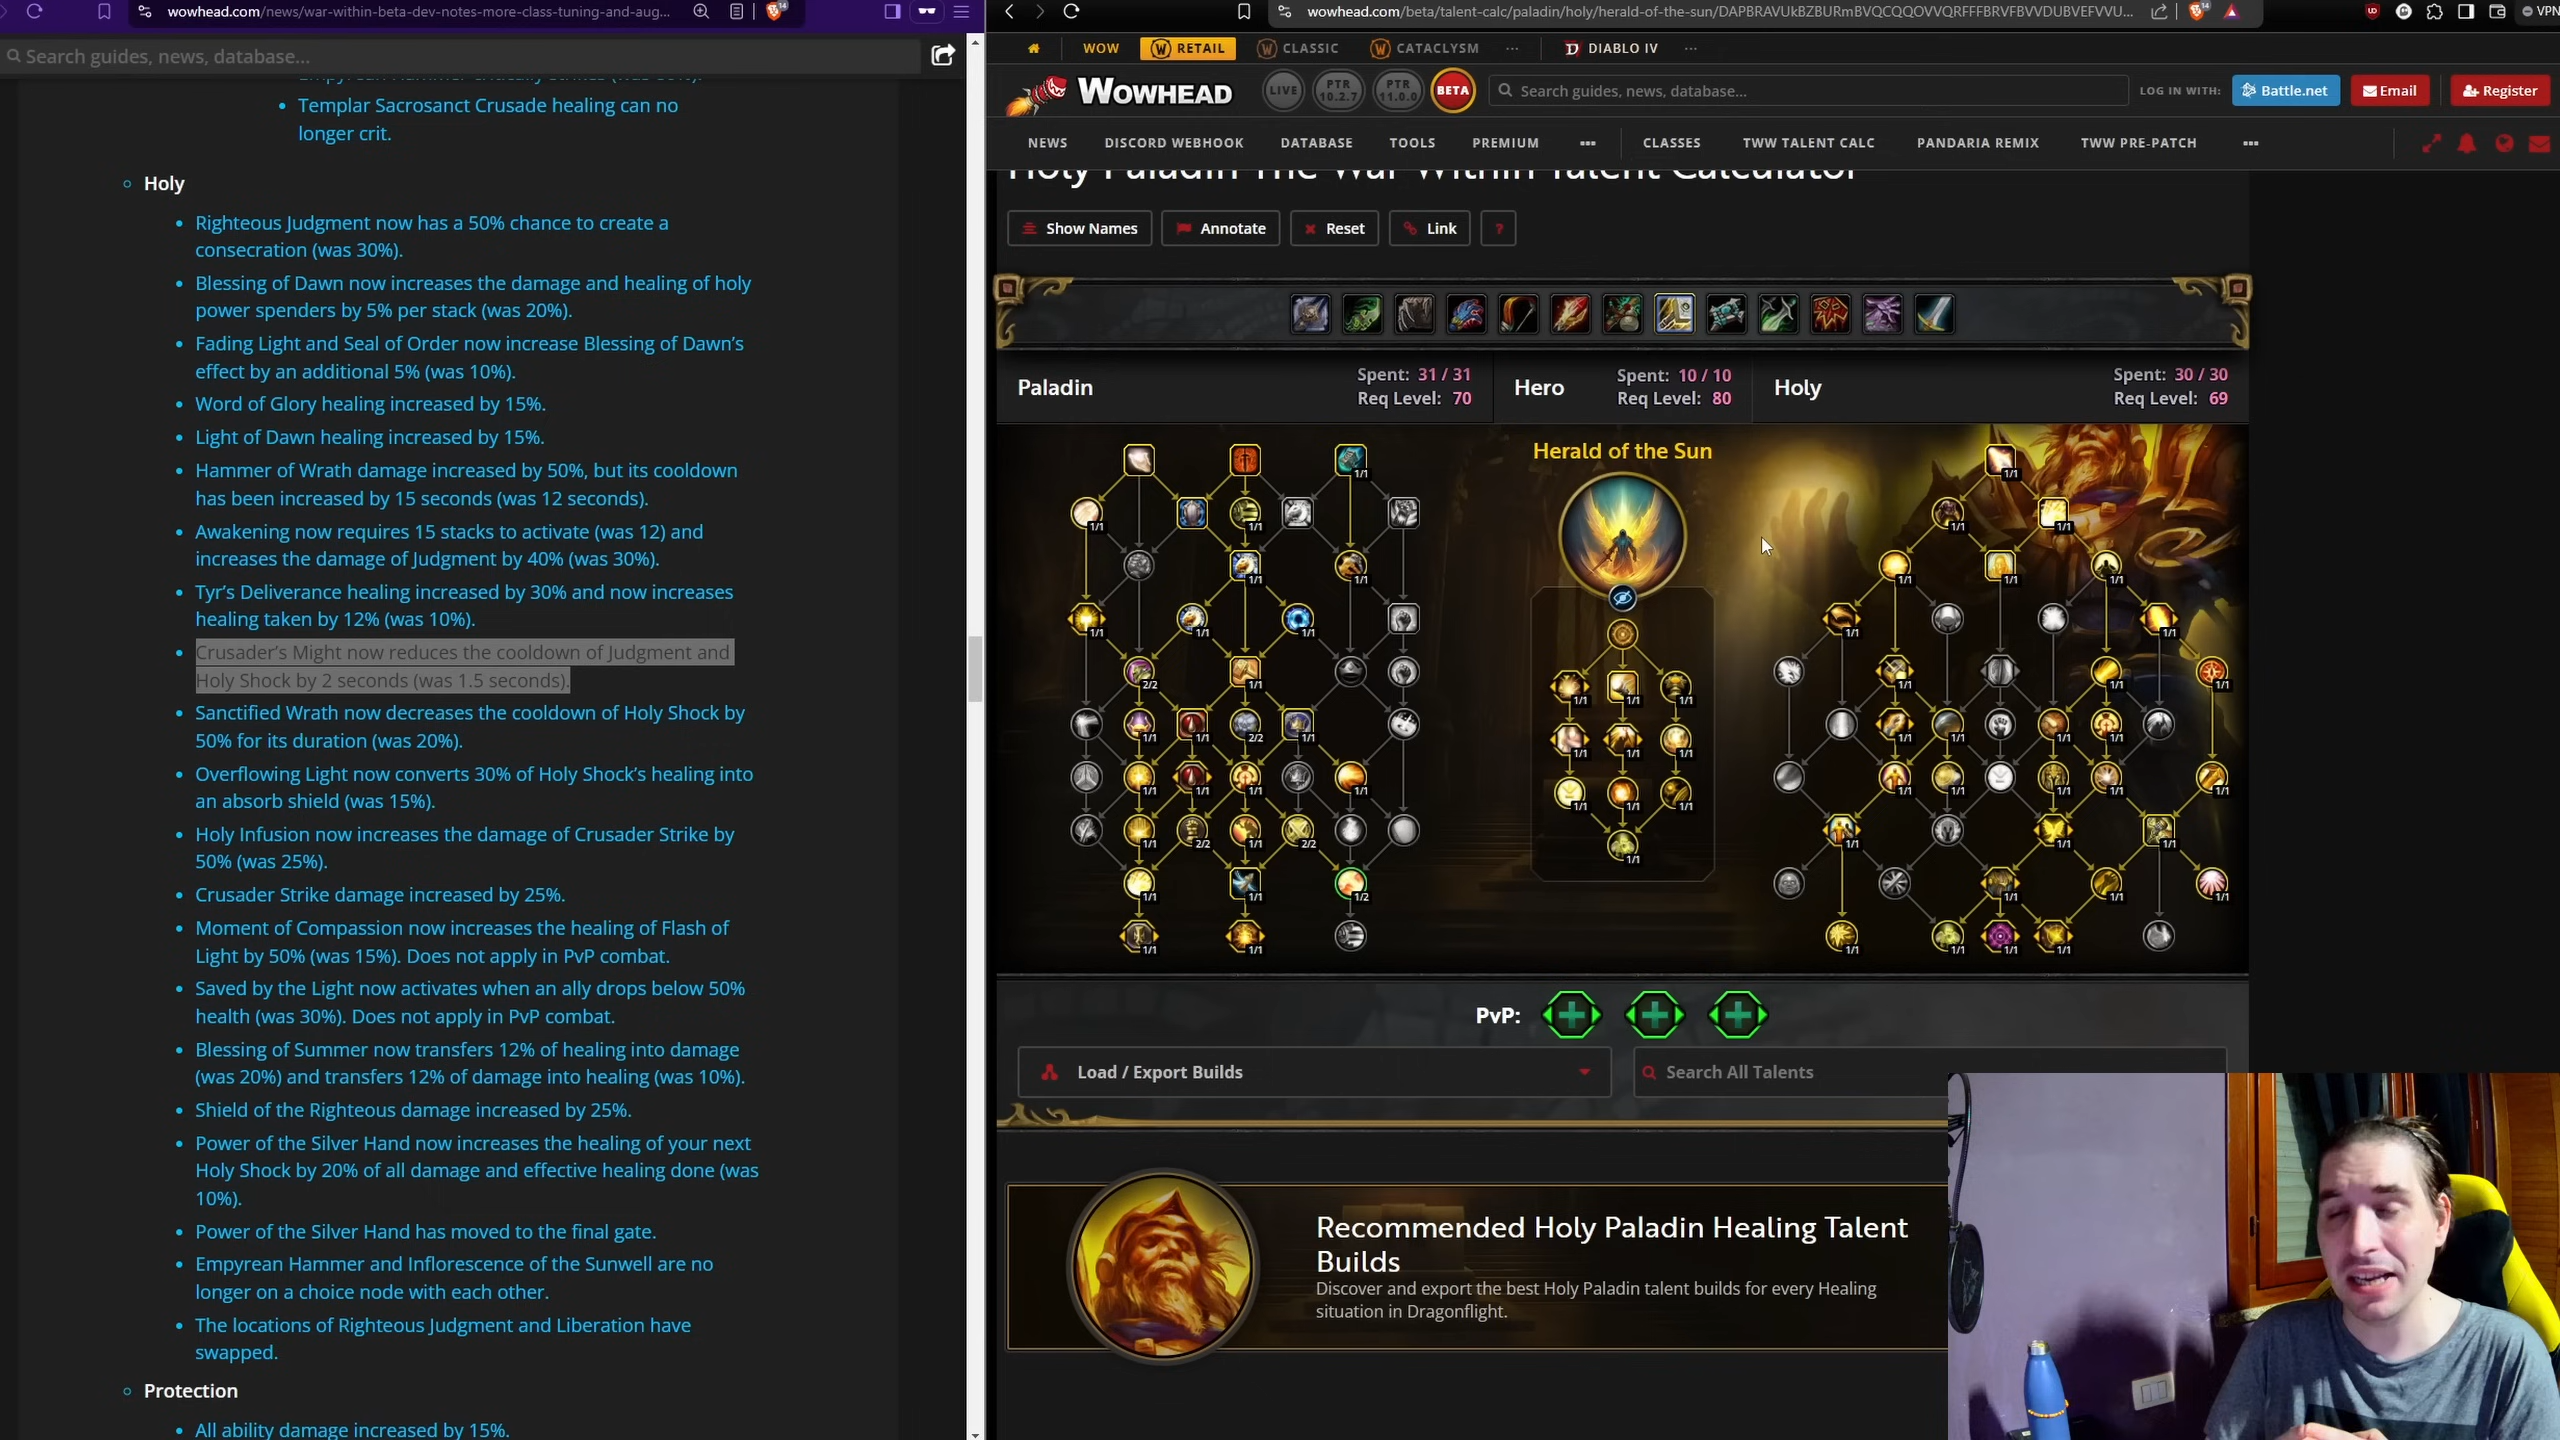 wowhead.com/news/war-within-beta-dev-notes-more-class-tuning-and-aug...
14
Search guides, news, database...
Templar Sacrosanct Crusade healing can no
longer crit.
Holy
Righteous Judgment now has a 50% chance to create a
consecration (was 30%).
Blessing of Dawn now increases the damage and healing of holy
power spenders by 5% per stack (was 20%).
Fading Light and Seal of Order now increase Blessing of Dawn's
effect by an additional 5% (was 10%).
Word of Glory healing increased by 15%.
Light of Dawn healing increased by 15%.
Hammer of Wrath damage increased by 50%, but its cooldown
has been increased by 15 seconds (was 12 seconds).
Awakening now requires 15 stacks to activate (was 12) and
increases the damage of Judgment by 40% (was 30%).
Tyr's Deliverance healing increased by 30% and now increases
healing taken by 12% (was 10%).
Crusader's Might now reduces the cooldown of Judgment and
Holy Shock by 2 seconds (was 1.5 seconds).
Sanctified Wrath now decreases the cooldown of Holy Shock by
50% for its duration (was 20%).
Overflowing Light now converts 30% of Holy Shock's healing into
an absorb shield (was 15%).
Holy Infusion now increases the damage of Crusader Strike by
50% (was 25%).
Crusader Strike damage increased by 25%.
Moment of Compassion now increases the healing of Flash of
Light by 50% (was 15%). Does not apply in PvP combat.
Saved by the Light now activates when an ally drops below 50%
health (was 30%). Does not apply in PvP combat.
Blessing of Summer now transfers 12% of healing into damage
(was 20%) and transfers 12% of damage into healing (was 10%).
Shield of the Righteous damage increased by 25%.
Power of the Silver Hand now increases the healing of your next
Holy Shock by 20% of all damage and effective healing done (was
10%).
Power of the Silver Hand has moved to the final gate.
Empyrean Hammer and Inflorescence of the Sunwell are no
longer on a choice node with each other.
The locations of Righteous Judgment and Liberation have
swapped.
Protection
All ability damage increased by 15%.
VPN
WOW RETAIL CLASSIC CATACLYSM ... DIABLO IV ...
WOWHEAD LIVE PTR 10.2.7 PTR 11.0.0 BETA Search guides, news, database... LOG IN WITH: Battle.net Email Register
NEWS DISCORD WEBHOOK DATABASE TOOLS PREMIUM ... CLASSES TWW TALENT CALC PANDARIA REMIX TWW PRE-PATCH ...
Holy Paladin The War Within Talent Calculator
Show Names Annotate Reset Link ?
Paladin Spent: 31 / 31 Req Level: 70
Hero Spent: 10 / 10 Req Level: 80
Holy Spent: 30 / 30 Req Level: 69
Herald of the Sun
PvP:
Load / Export Builds
Search All Talents
Recommended Holy Paladin Healing Talent
Builds
Discover and export the best Holy Paladin talent builds for every Healing
situation in Dragonflight.